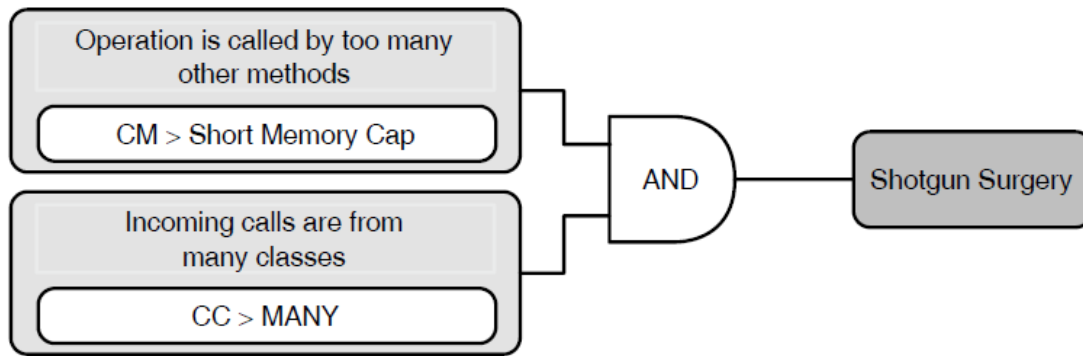 Operation is called by too many
other methods
CM > Short Memory Cap
Incoming calls are from
many classes
CC > MANY
AND
Shotgun Surgery